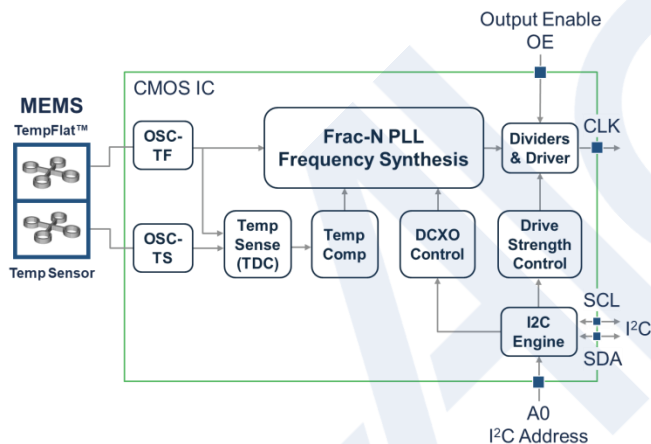 Output Enable
OE
CMOS IC
MEMS
TempFlat™
OSC-
TF
Frac-N PLL
Frequency Synthesis
Dividers
& Driver
CLK
OSC-
TS
Temp Sensor
Temp
Sense
(TDC)
Temp
Comp
DCXO
Control
Drive
Strength
Control
I2C
Engine
SCL
I²C
SDA
A0
I²C Address